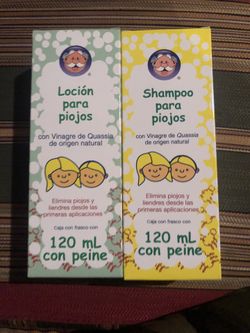 Loción
para
piojos
con Vinagre de Quassia
de origen natural
Elimina piojos y
liendres desde las
primeras aplicaciones
Caja con frasco con
120 mL
con peine
Shampoo
para
piojos
con Vinagre de Quassia
de origen natural
Elimina piojos y
liendres desde las
primeras aplicaciones
Caja con frasco con
120 mL
con peine